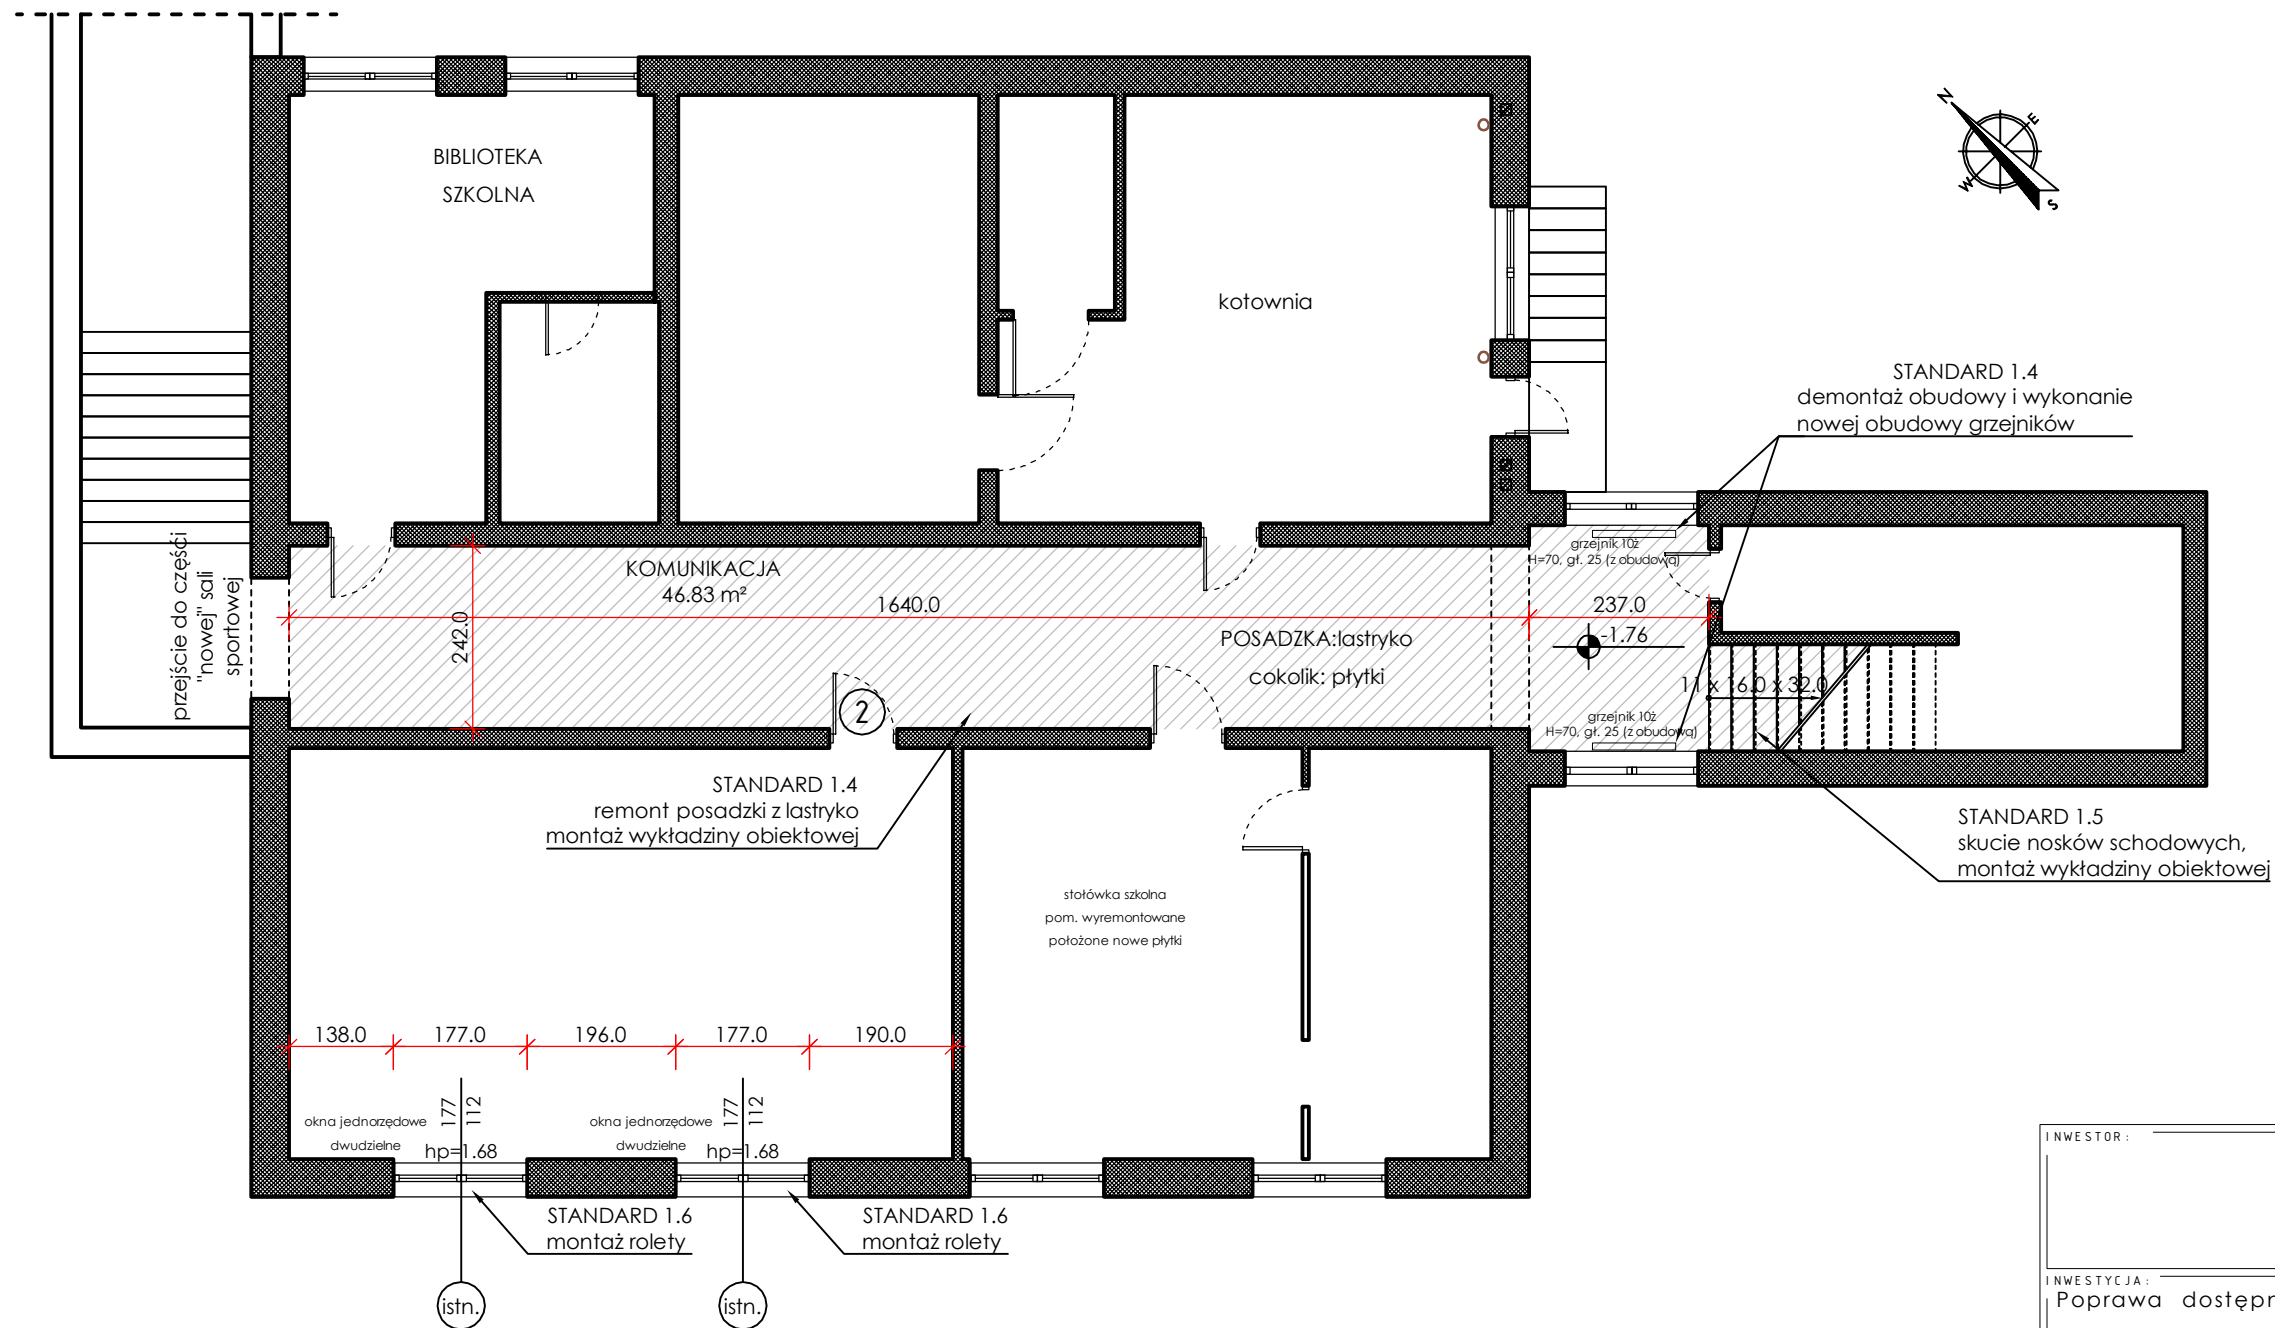 BIBLIOTEKA
SZKOLNA
kotownia
N
E
W
S
STANDARD 1.4
demontaż obudowy i wykonanie
nowej obudowy grzejników
przejście do części
"nowej" sali
sportowej
KOMUNIKACJA
46.83 m²
242.0
1640.0
237.0
grzejnik 10ż
H=70, gł. 25 (z obudową)
POSADZKA:lastryko
cokolik: płytki
-1.76
11 x 16.0 x 32.0
grzejnik 10ż
H=70, gł. 25 (z obudową)
2
STANDARD 1.4
remont posadzki z lastryko
montaż wykładziny obiektowej
STANDARD 1.5
skucie nosków schodowych,
montaż wykładziny obiektowej
stołówka szkolna
pom. wyremontowane
położone nowe płytki
138.0
177.0
196.0
177.0
190.0
okna jednorzędowe
dwudzielne
177
112
hp=1.68
okna jednorzędowe
dwudzielne
177
112
hp=1.68
STANDARD 1.6
montaż rolety
STANDARD 1.6
montaż rolety
istn.
istn.
INWESTOR:
INWESTYCJA:
Poprawa dostępn